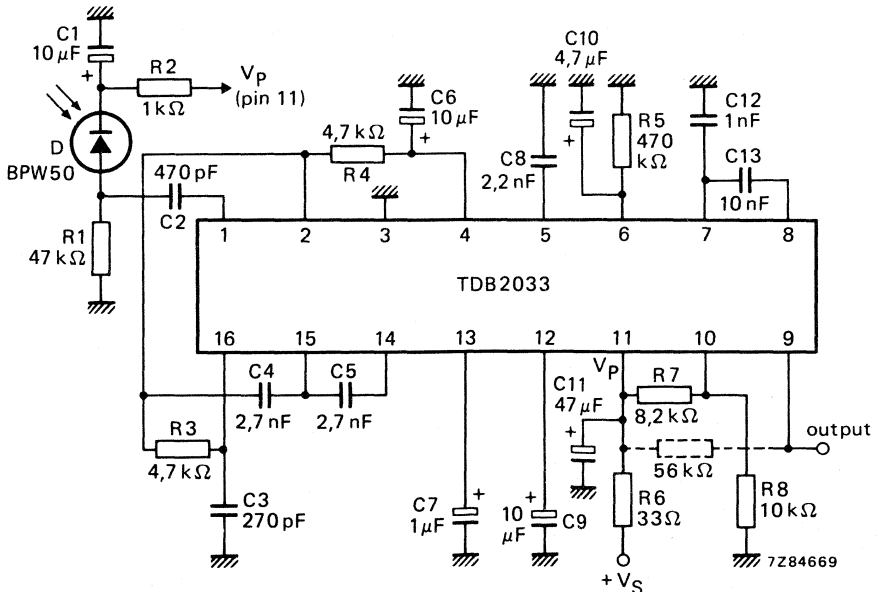 C1
10 μF
+
R2
1 kΩ
VP
(pin 11)
D
BPW50
470 pF
C2
R1
47 kΩ
4,7 kΩ
R4
C6
10 μF
+
C8
2,2 nF
C10
4,7 μF
+
R5
470
kΩ
C12
1 nF
C13
10 nF
1 2 3 4 5 6 7 8
TDB2033
16 15 14 13 12 11 10 9
C4
2,7 nF
C5
2,7 nF
R3
4,7 kΩ
C3
270 pF
C7
1 μF
+
10
μF
C9
+
VP
C11
47 μF
+
R7
8,2 kΩ
56 kΩ
output
R6
33 Ω
R8
10 kΩ
+ VS
7Z84669